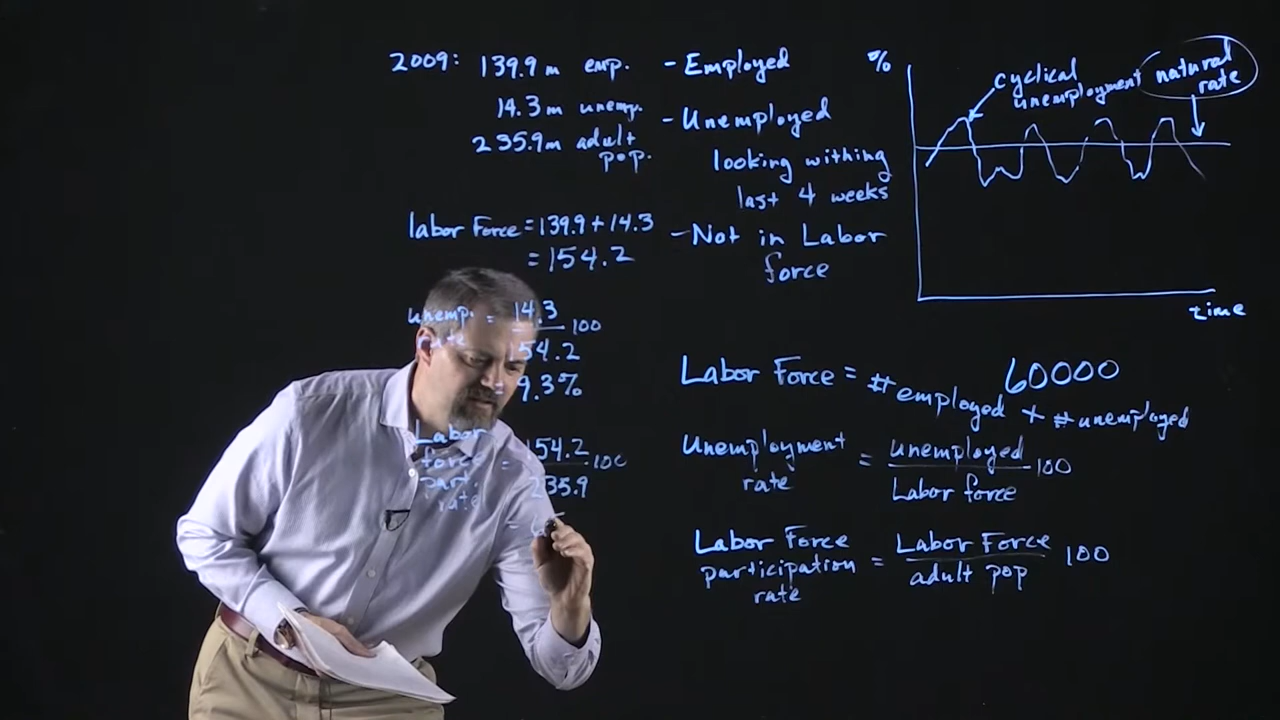 2009: 139.9m emp.
14.3m unemp.
235.9m adult
pop.
labor Force = 139.9 + 14.3
= 154.2
unemp. = 14.3
rate 54.2 100
= 9.3%
Labor
force = 154.2 100
part. 235.9
rate
=
- Employed
- Unemployed
looking withing
last 4 weeks
- Not in Labor
force
%
cyclical
unemployment
natural
rate
time
Labor Force = # employed + # unemployed
60000
Unemployment
rate
= unemployed 100
Labor force
Labor Force
participation
rate
= Labor Force 100
adult pop